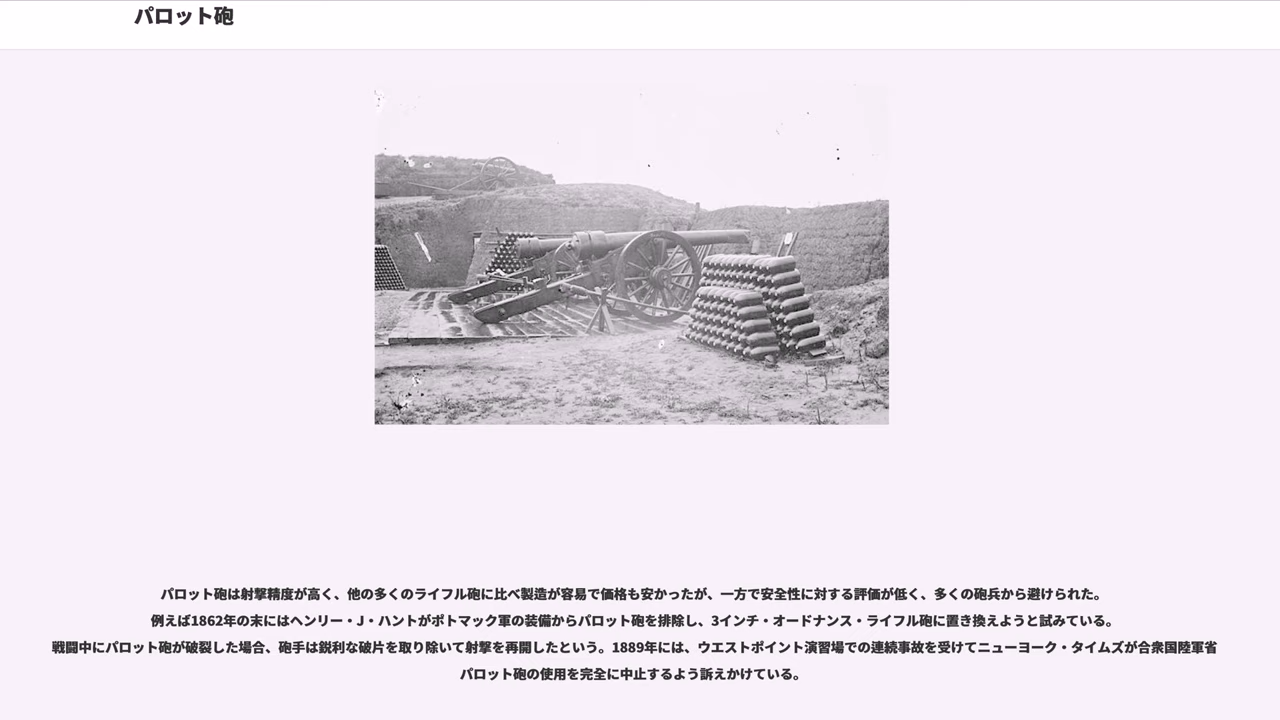 パロット砲
パロット砲は射撃精度が高く、他の多くのライフル砲に比べ製造が容易で価格も安かったが、一方で安全性に対する評価が低く、多くの砲兵から避けられた。
例えば1862年の末にはヘンリー・J・ハントがポトマック軍の装備からパロット砲を排除し、3インチ・オードナンス・ライフル砲に置き換えようと試みている。
戦闘中にパロット砲が破裂した場合、砲手は鋭利な破片を取り除いて射撃を再開したという。1889年には、ウエストポイント演習場での連続事故を受けてニューヨーク・タイムズが合衆国陸軍省
パロット砲の使用を完全に中止するよう訴えかけている。